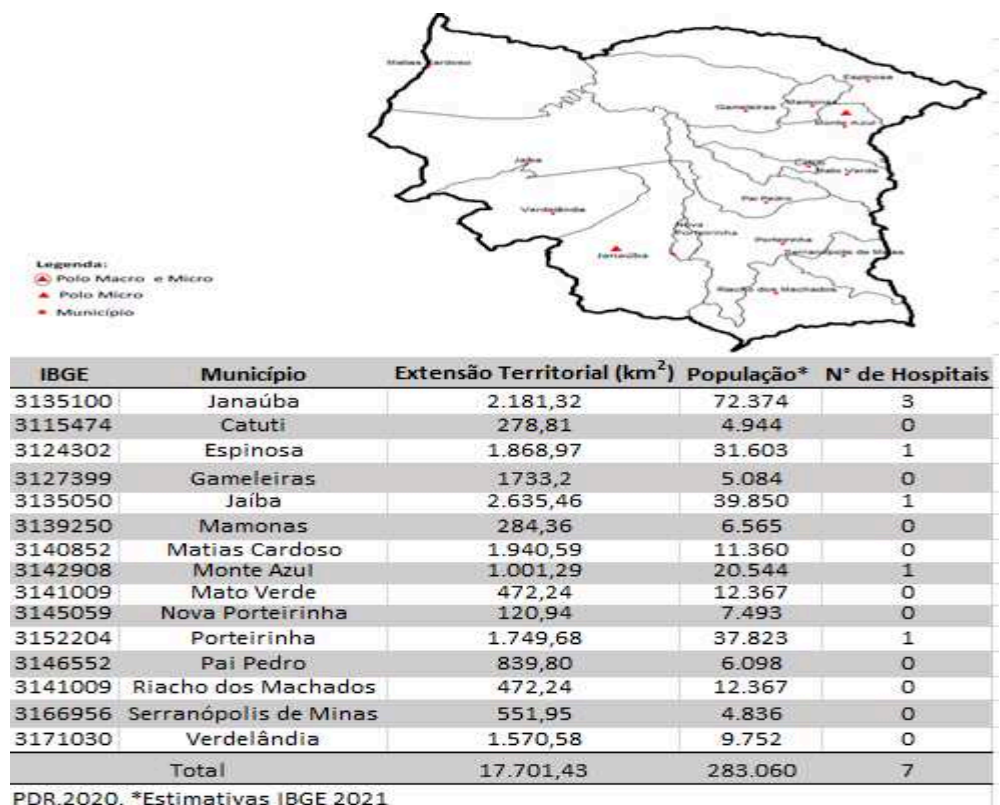 Matias Cardoso
Espinosa
Mamonas
Gameleiras
Monte Azul
Catuti
Jaíba
Mato Verde
Pai Pedro
Verdelândia
Nova
Porteirinha
Porteirinha
Serranópolis de Minas
Janaúba
Riacho dos Machados
Legenda:
Polo Macro e Micro
Polo Micro
Município
IBGE Município Extensão Territorial (km²) População* N° de Hospitais
3135100 Janaúba 2.181,32 72.374 3
3115474 Catuti 278,81 4.944 0
3124302 Espinosa 1.868,97 31.603 1
3127399 Gameleiras 1733,2 5.084 0
3135050 Jaíba 2.635,46 39.850 1
3139250 Mamonas 284,36 6.565 0
3140852 Matias Cardoso 1.940,59 11.360 0
3142908 Monte Azul 1.001,29 20.544 1
3141009 Mato Verde 472,24 12.367 0
3145059 Nova Porteirinha 120,94 7.493 0
3152204 Porteirinha 1.749,68 37.823 1
3146552 Pai Pedro 839,80 6.098 0
3141009 Riacho dos Machados 472,24 12.367 0
3166956 Serranópolis de Minas 551,95 4.836 0
3171030 Verdelândia 1.570,58 9.752 0
Total 17.701,43 283.060 7
PDR.2020. *Estimativas IBGE 2021